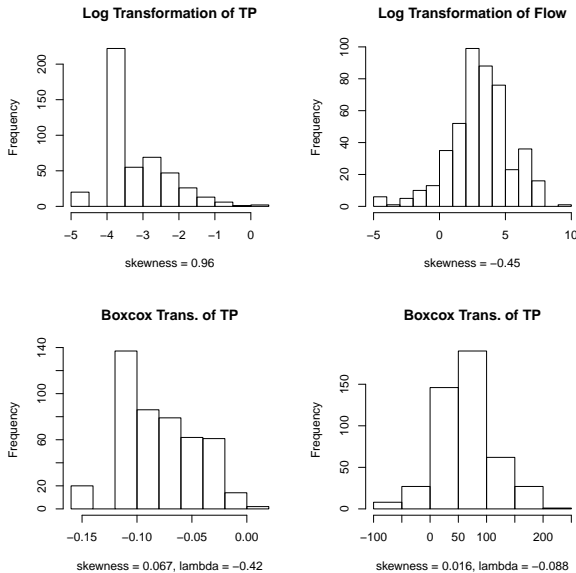 Log Transformation of TP
Frequency
0 50 100 150 200
−5 −4 −3 −2 −1 0
skewness = 0.96
Log Transformation of Flow
Frequency
0 20 40 60 80 100
−5 0 5 10
skewness = −0.45
Boxcox Trans. of TP
Frequency
0 20 60 100 140
−0.15 −0.10 −0.05 0.00
skewness = 0.067, lambda = −0.42
Boxcox Trans. of TP
Frequency
0 50 100 150
−100 0 50 100 200
skewness = 0.016, lambda = −0.088